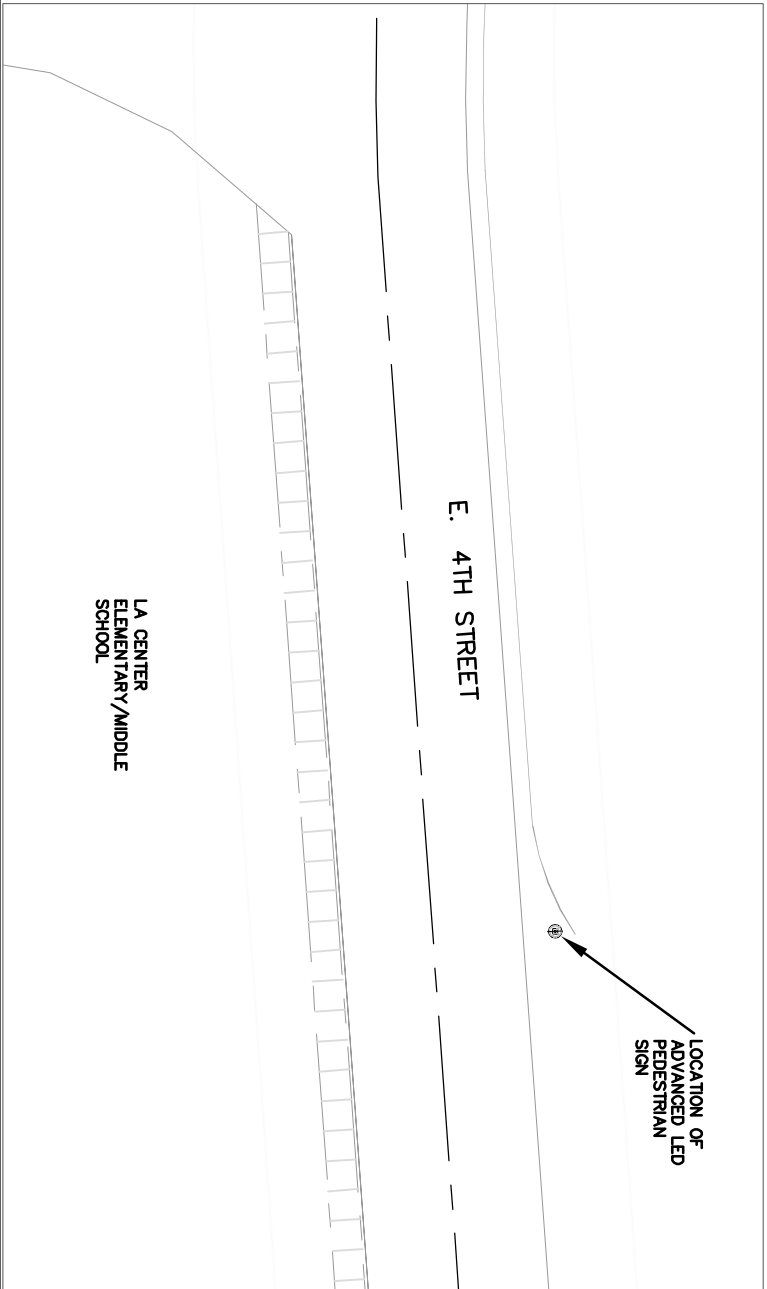 LOCATION OF
ADVANCED LED
PEDESTRIAN
SIGN
E. 4TH STREET
LA CENTER
ELEMENTARY/MIDDLE
SCHOOL